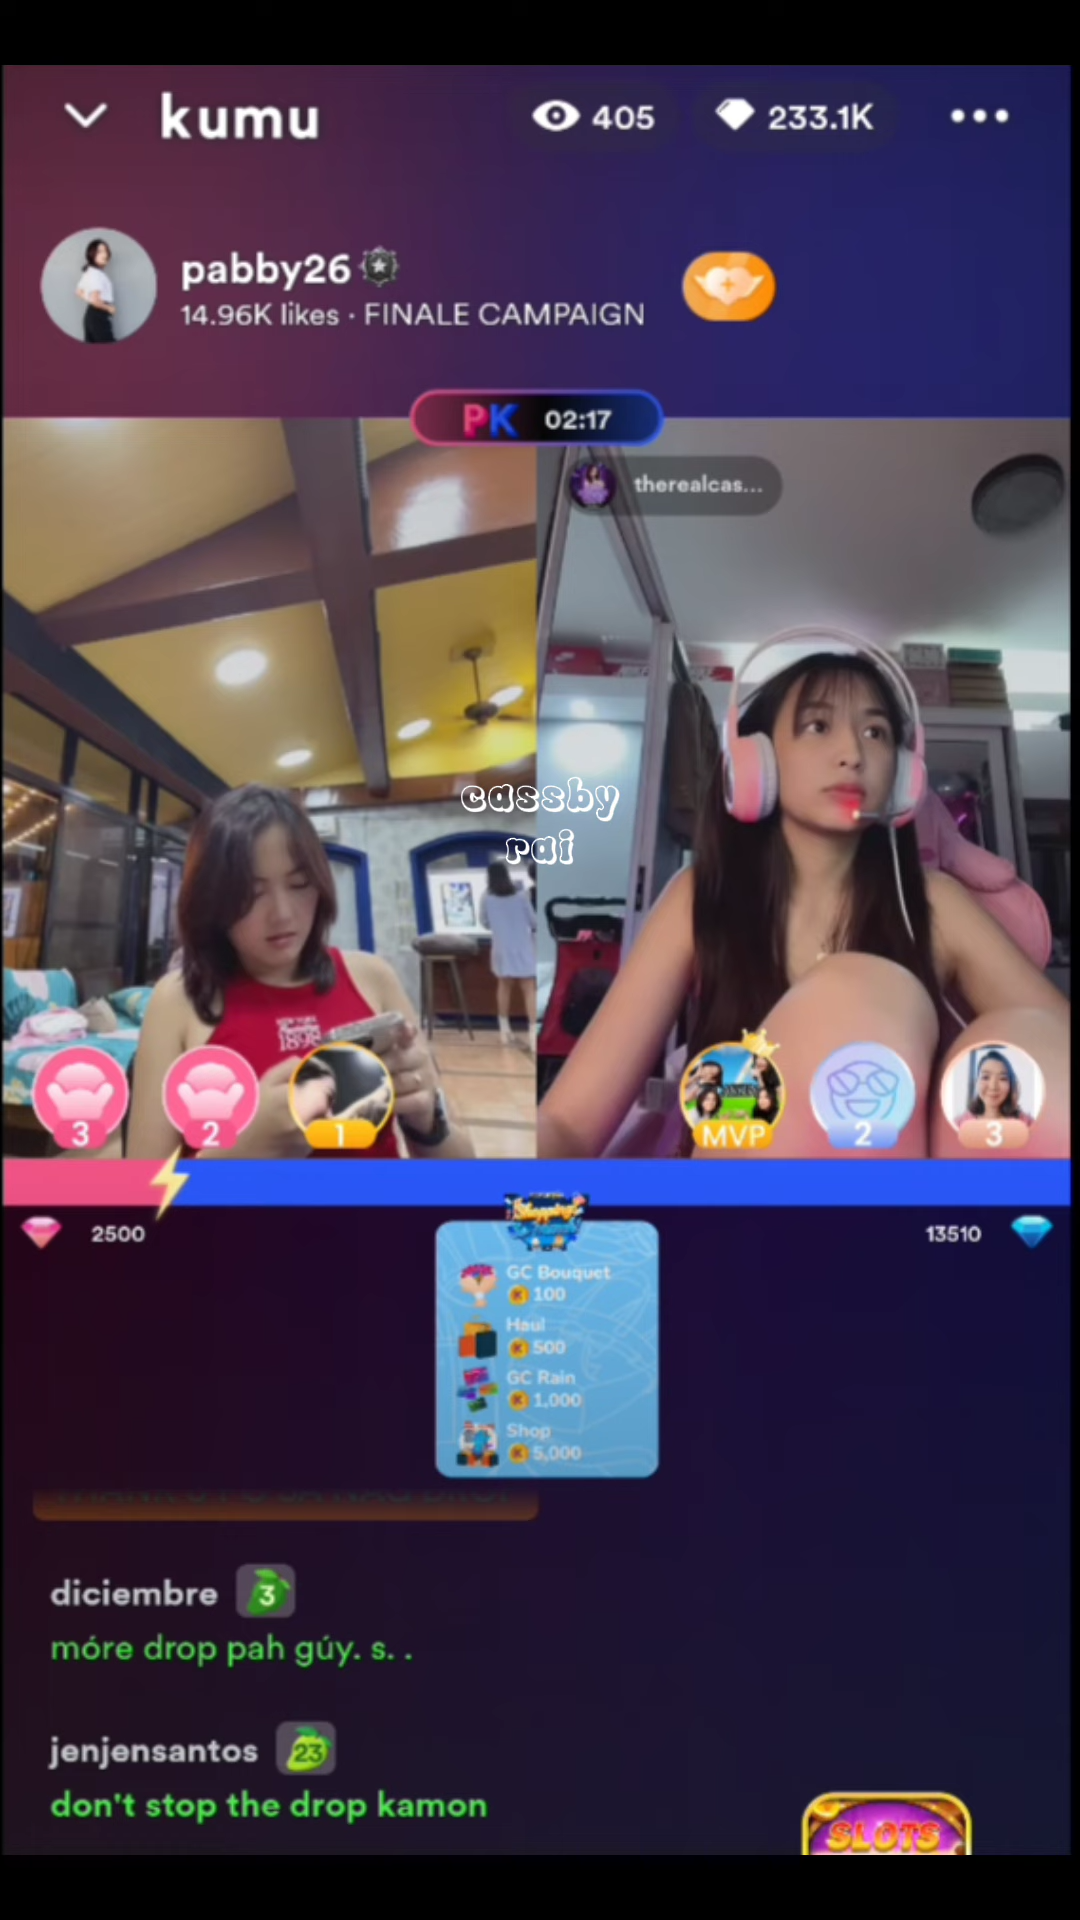 kumu
405
233.1K
pabby26
14.96K likes · FINALE CAMPAIGN
PK 02:17
therealcas...
cassby
rai
3
2
1
MVP
2
3
2500
13510
Shopping
GC Bouquet
100
Haul
500
GC Rain
1,000
Shop
5,000
diciembre 3
móre drop pah gúy. s. .
jenjensantos 23
don't stop the drop kamon
SLOTS